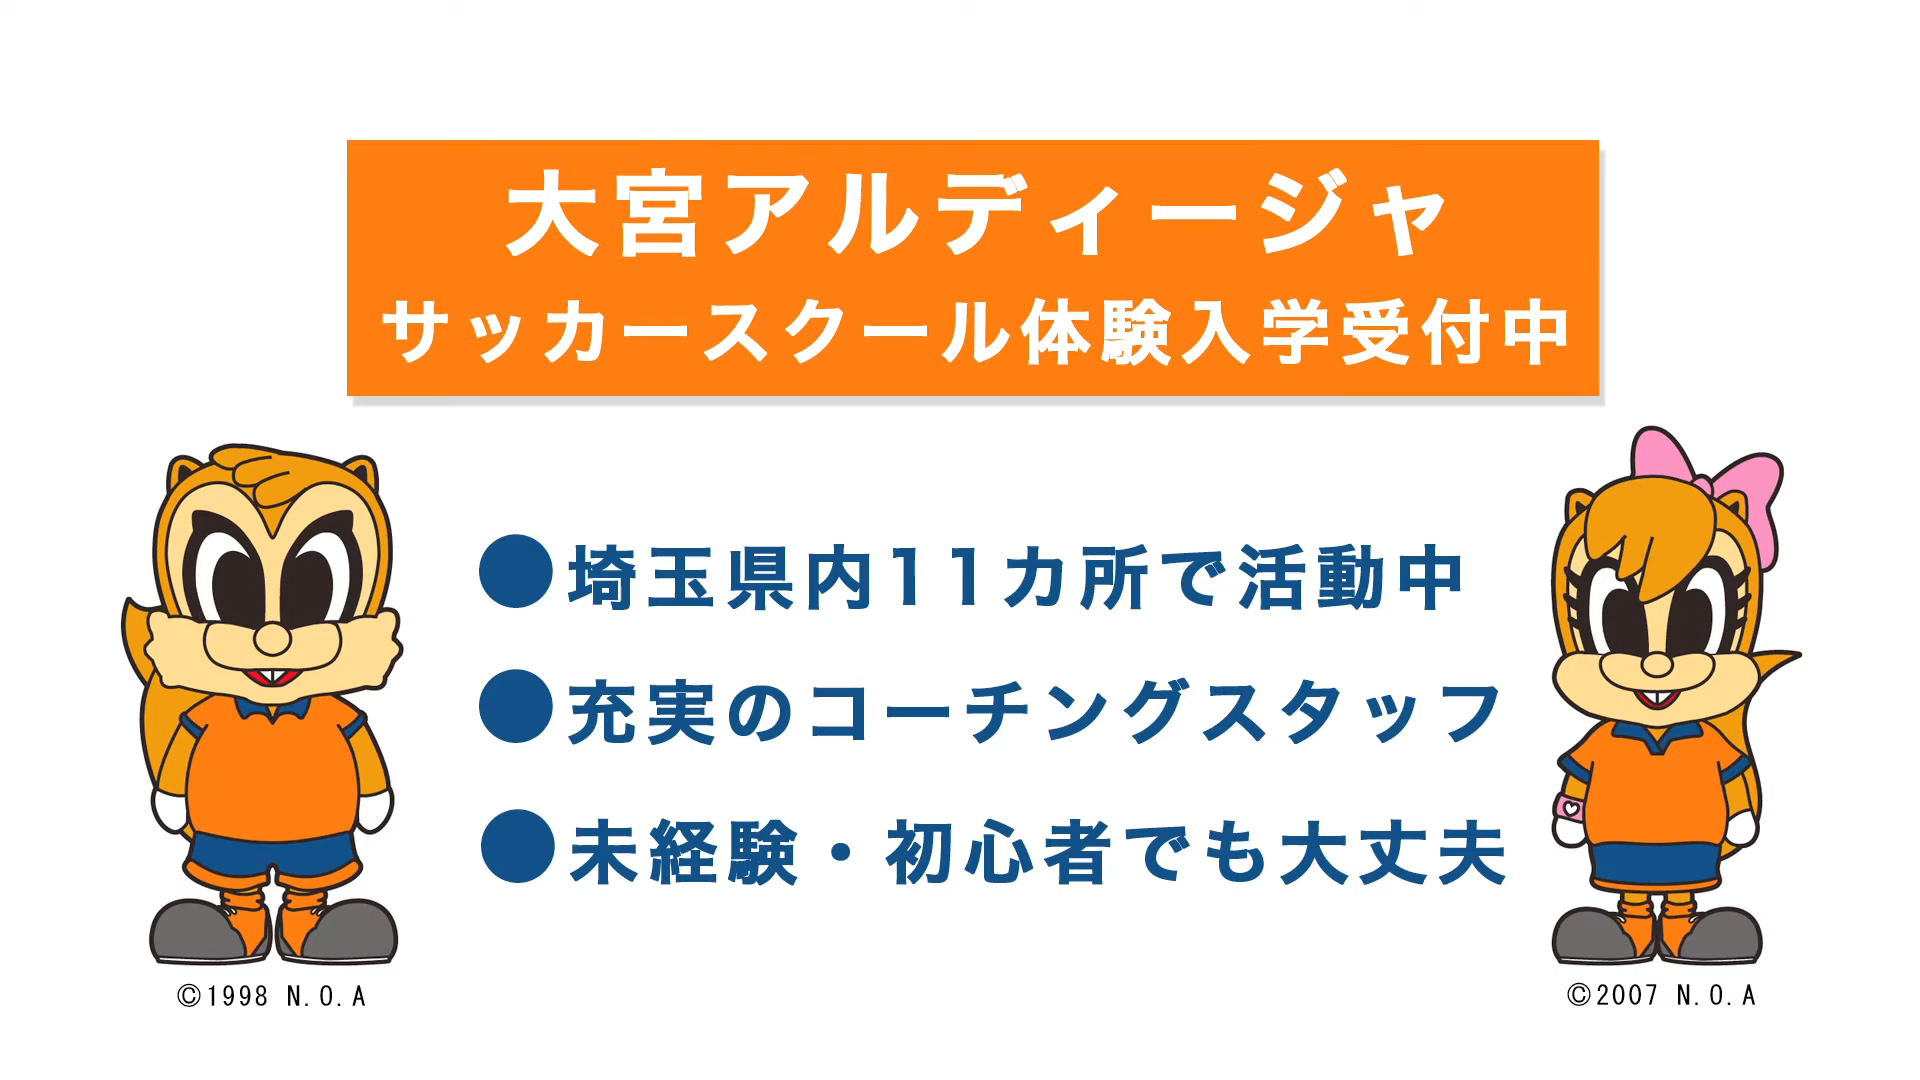 大宮アルディージャ
サッカースクール体験入学受付中
●埼玉県内11カ所で活動中
●充実のコーチングスタッフ
●未経験・初心者でも大丈夫
©1998 N.O.A
©2007 N.O.A